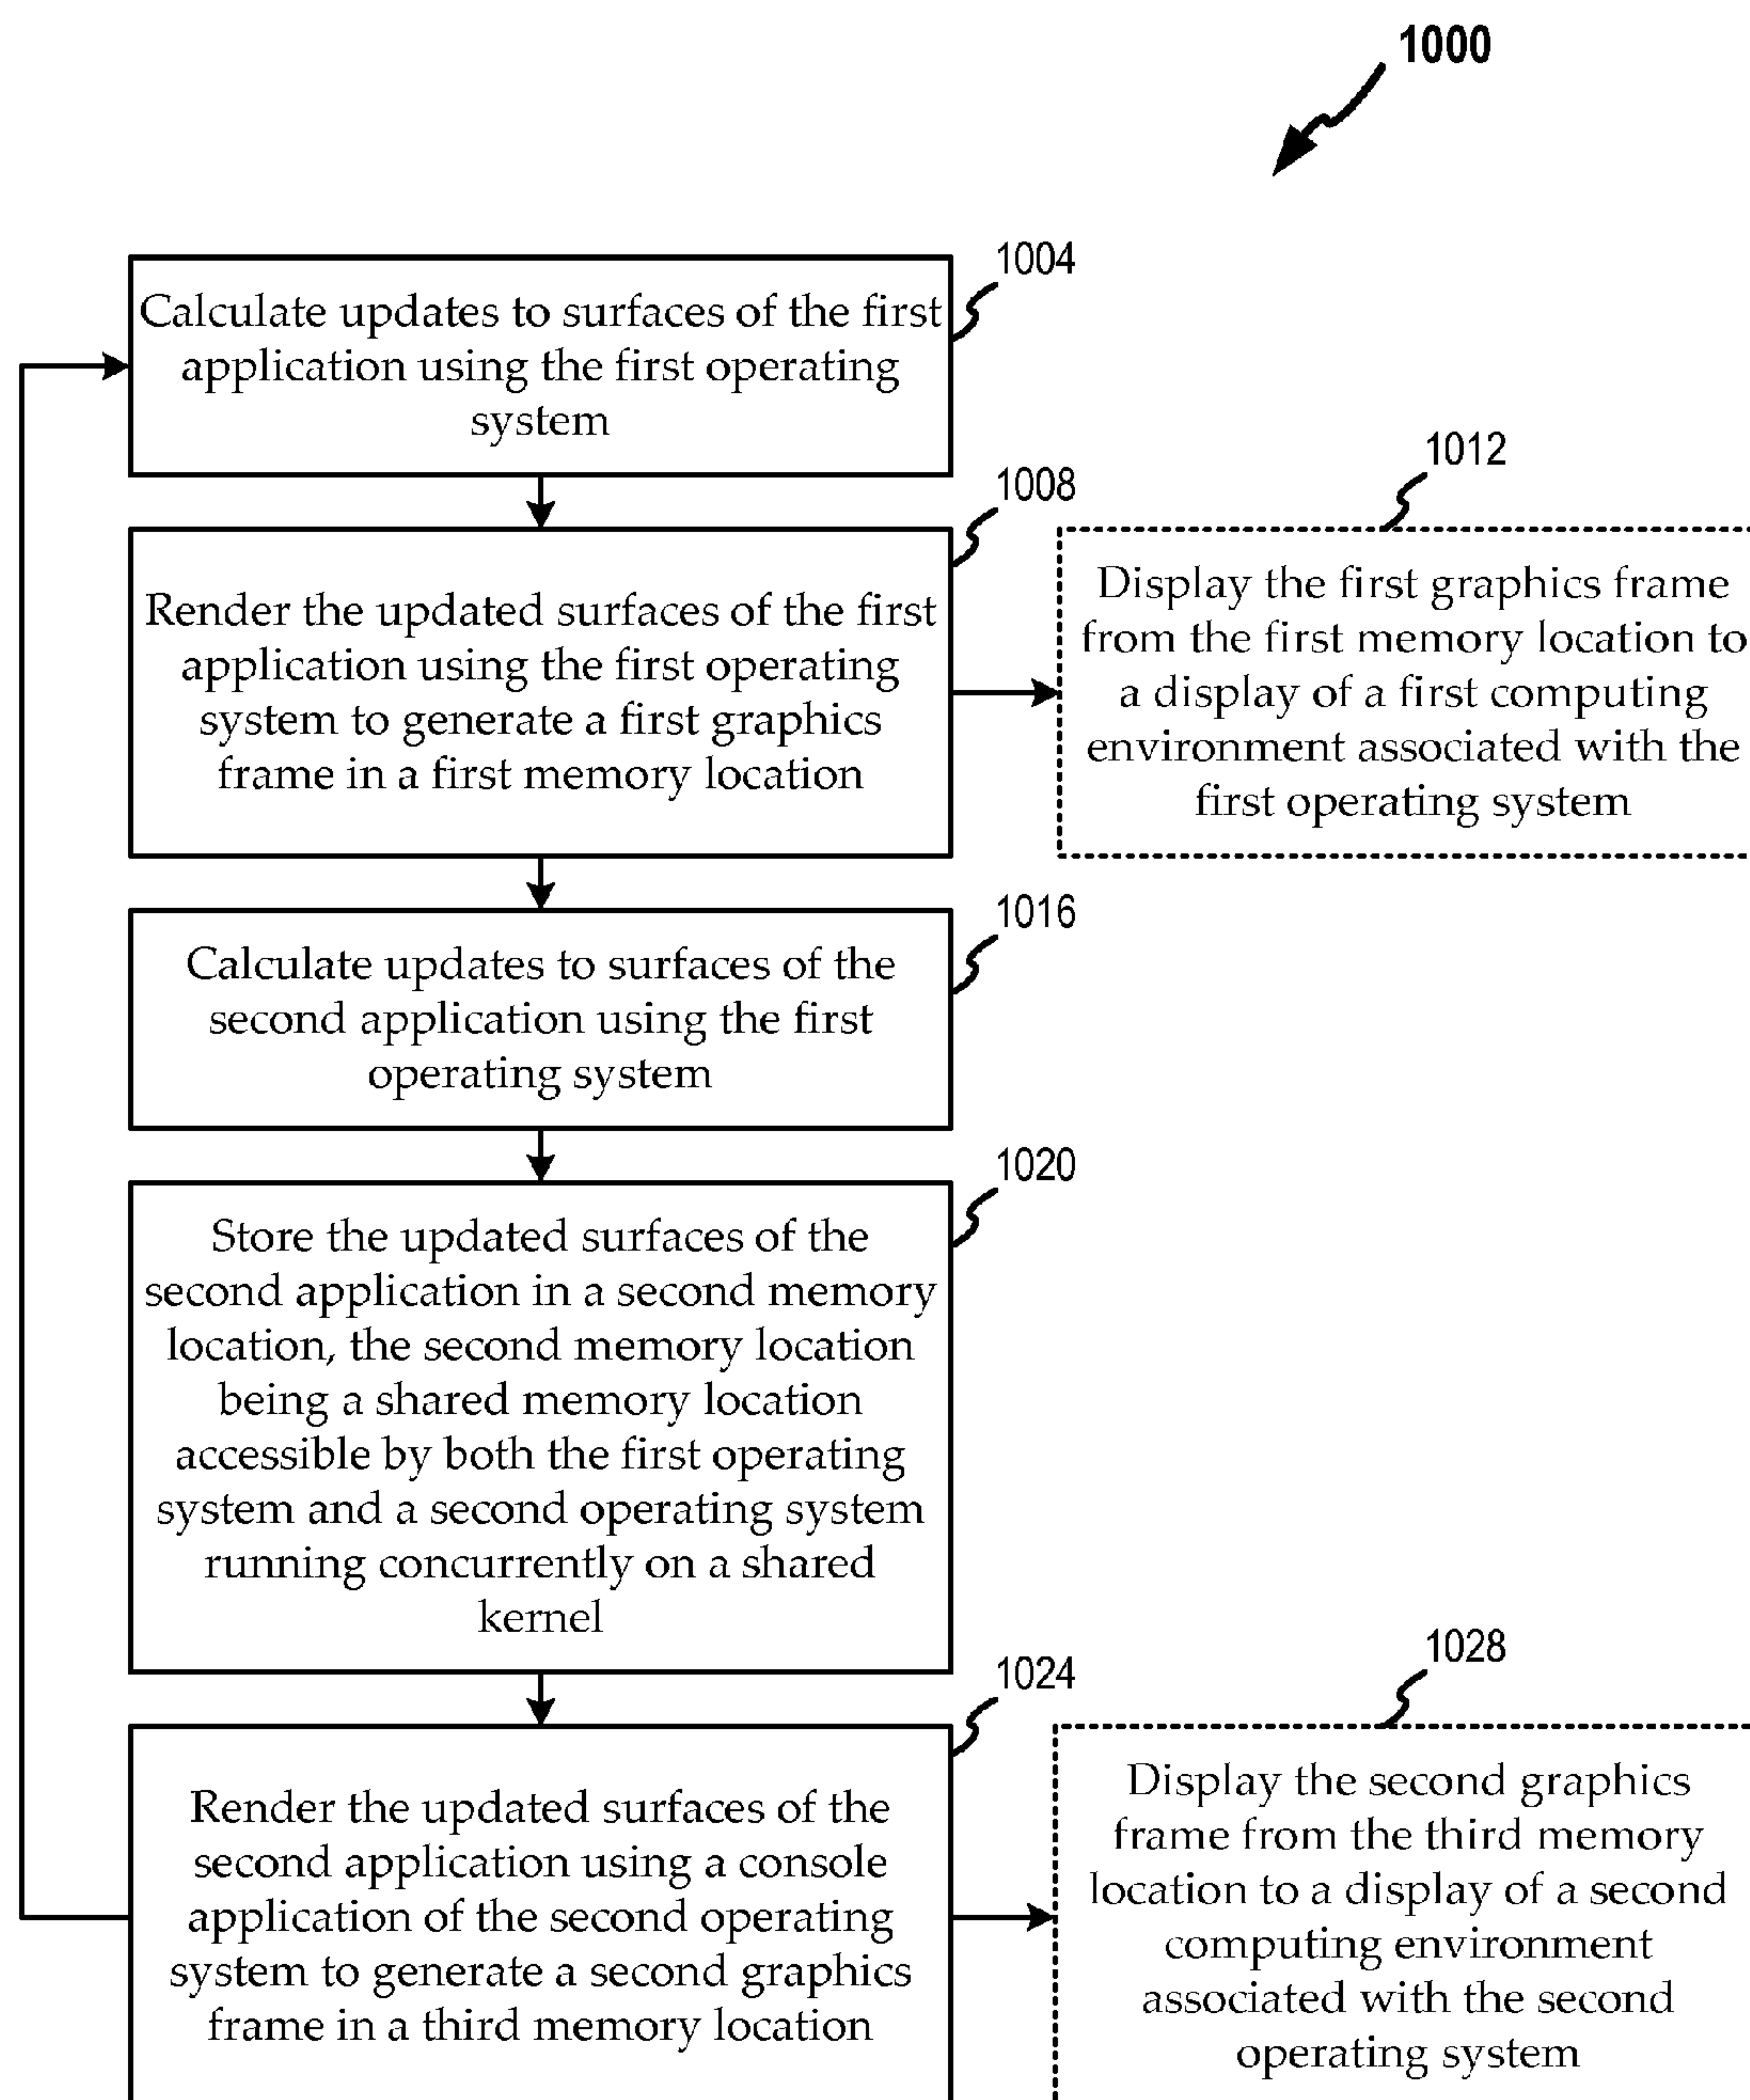 1000
1004
Calculate updates to surfaces of the first
application using the first operating
system
1008
Render the updated surfaces of the first
application using the first operating
system to generate a first graphics
frame in a first memory location
1012
Display the first graphics frame
from the first memory location to
a display of a first computing
environment associated with the
first operating system
1016
Calculate updates to surfaces of the
second application using the first
operating system
1020
Store the updated surfaces of the
second application in a second memory
location, the second memory location
being a shared memory location
accessible by both the first operating
system and a second operating system
running concurrently on a shared
kernel
1024
Render the updated surfaces of the
second application using a console
application of the second operating
system to generate a second graphics
frame in a third memory location
1028
Display the second graphics
frame from the third memory
location to a display of a second
computing environment
associated with the second
operating system